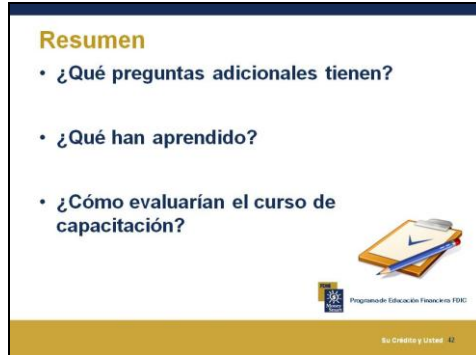 Resumen
• ¿Qué preguntas adicionales tienen?
• ¿Qué han aprendido?
• ¿Cómo evaluarían el curso de
capacitación?
Programa de Educación Financiera FDIC
Su Crédito y Usted 42